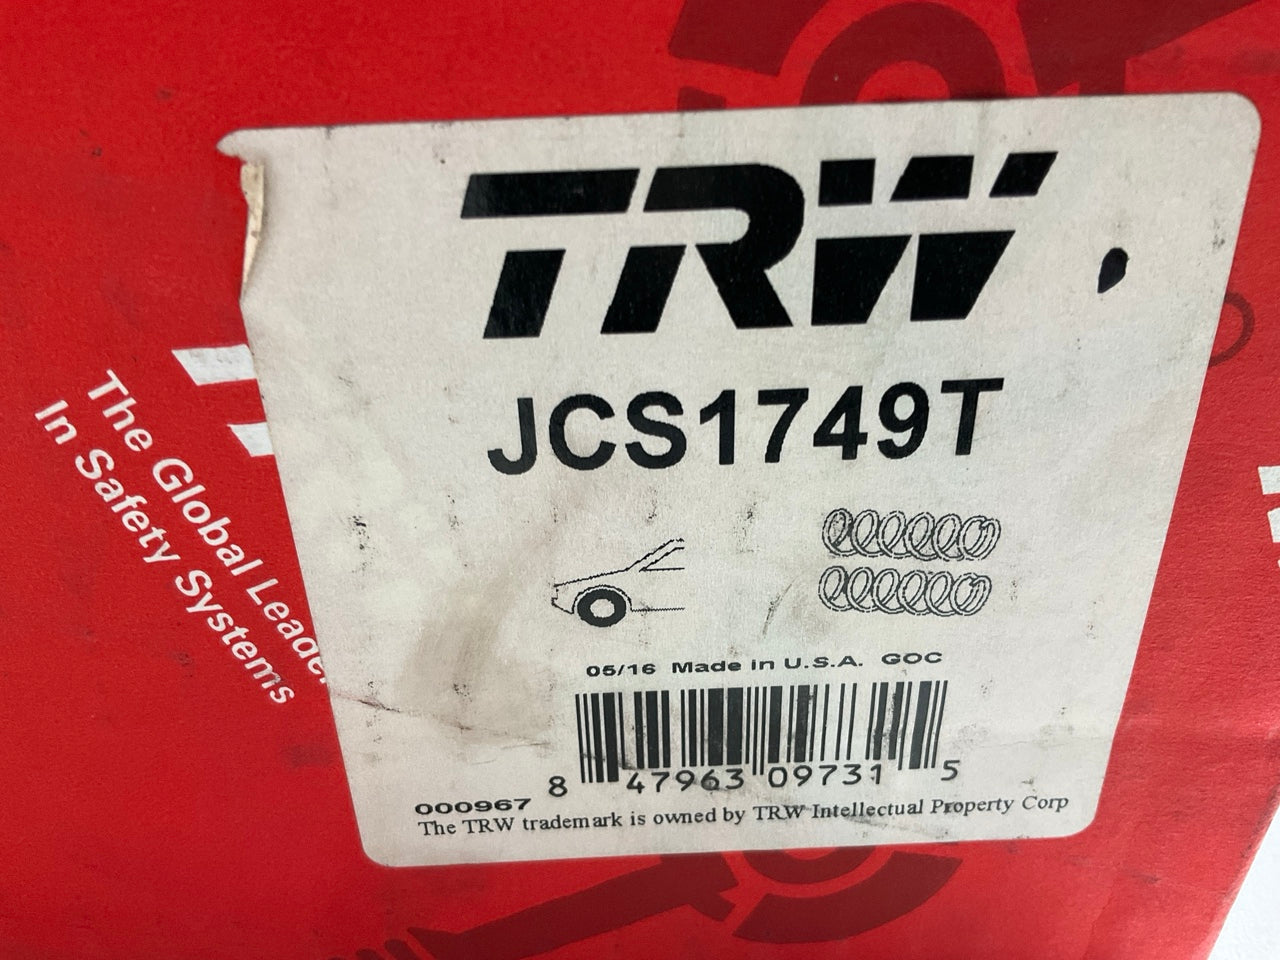 TRW
JCS1749T
The Global Leader
In Safety Systems
05/16 Made in U.S.A. GOC
8 47963 09731 5
000967
The TRW trademark is owned by TRW Intellectual Property Corp